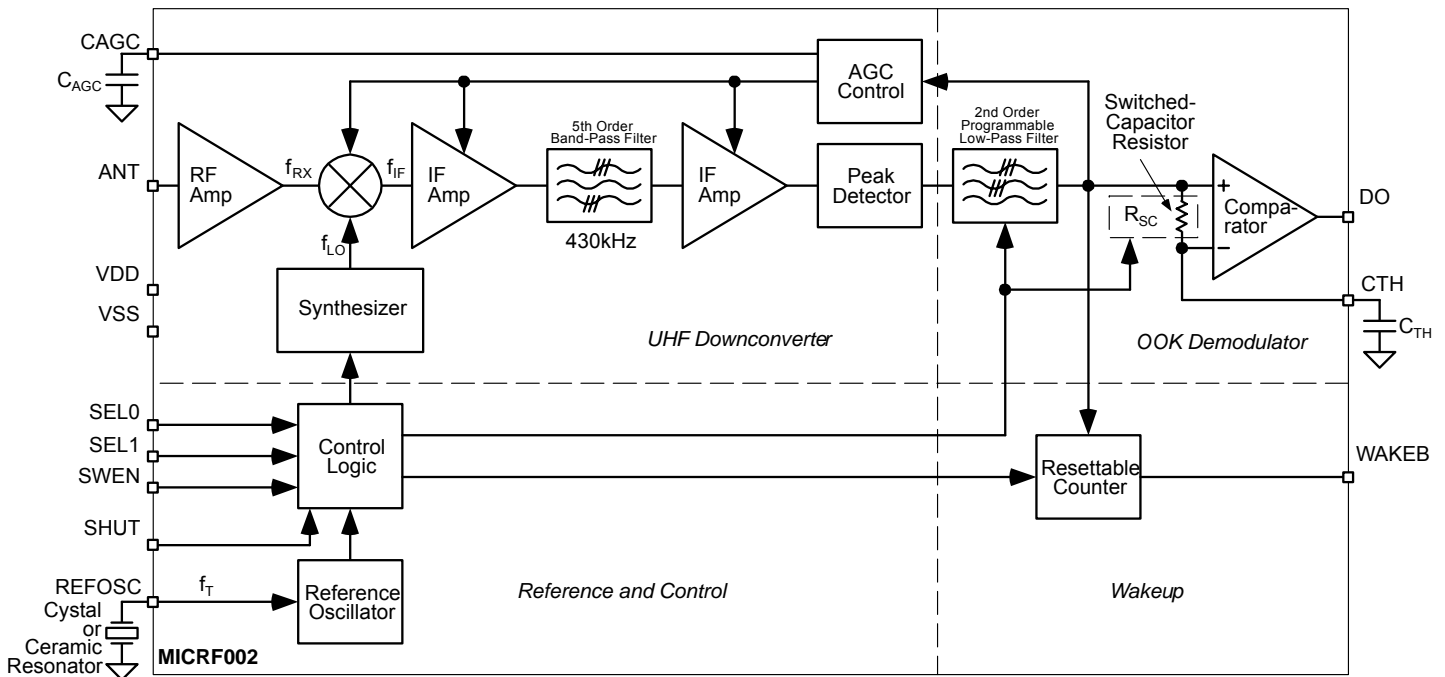 CAGC
C_AGC
AGC
Control
ANT
RF
Amp
f_RX
f_IF
f_LO
IF
Amp
5th Order
Band-Pass Filter
430kHz
IF
Amp
Peak
Detector
2nd Order
Programmable
Low-Pass Filter
Switched-
Capacitor
Resistor
R_SC
+
−
Compa-
rator
DO
CTH
C_TH
VDD
VSS
Synthesizer
UHF Downconverter
OOK Demodulator
SEL0
SEL1
SWEN
SHUT
Control
Logic
Resettable
Counter
WAKEB
REFOSC
f_T
Cystal
or
Ceramic
Resonator
Reference
Oscillator
Reference and Control
Wakeup
MICRF002